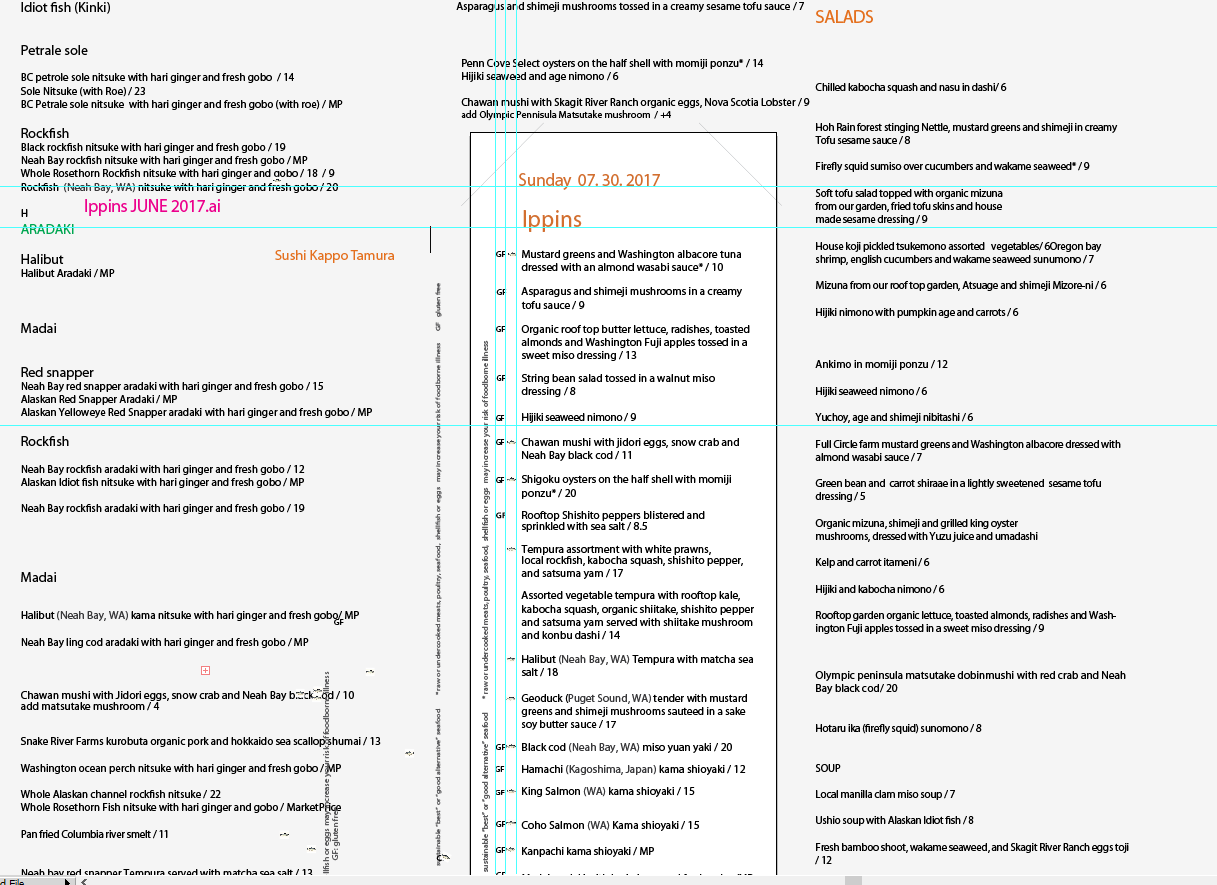 Idiot fish (Kinki)
Petrale sole
BC petrole sole nitsuke with hari ginger and fresh gobo / 14
Sole Nitsuke (with Roe) / 23
BC Petrale sole nitsuke with hari ginger and fresh gobo (with roe) / MP
Rockfish
Black rockfish nitsuke with hari ginger and fresh gobo / 19
Neah Bay rockfish nitsuke with hari ginger and fresh gobo / MP
Whole Rosethorn Rockfish nitsuke with hari ginger and gobo / 18 / 9
Rockfish (Neah Bay, WA) nitsuke with hari ginger and fresh gobo / 20
H
Ippins JUNE 2017.ai
ARADAKI
Sushi Kappo Tamura
Halibut
Halibut Aradaki / MP
Madai
Red snapper
Neah Bay red snapper aradaki with hari ginger and fresh gobo / 15
Alaskan Red Snapper Aradaki / MP
Alaskan Yelloweye Red Snapper aradaki with hari ginger and fresh gobo / MP
Rockfish
Neah Bay rockfish aradaki with hari ginger and fresh gobo / 12
Alaskan Idiot fish nitsuke with hari ginger and fresh gobo / MP
Neah Bay rockfish aradaki with hari ginger and fresh gobo / 19
Madai
Halibut (Neah Bay, WA) kama nitsuke with hari ginger and fresh gobo/ MP
GF
Neah Bay ling cod aradaki with hari ginger and fresh gobo / MP
Chawan mushi with Jidori eggs, snow crab and Neah Bay black cod / 10
add matsutake mushroom / 4
Snake River Farms kurobuta organic pork and hokkaido sea scallop shumai / 13
Washington ocean perch nitsuke with hari ginger and fresh gobo / MP
Whole Alaskan channel rockfish nitsuke / 22
Whole Rosethorn Fish nitsuke with hari ginger and gobo / MarketPrice
Pan fried Columbia river smelt / 11
Neah bay red snapper Tempura served with matcha sea salt / 13
llfish or eggs may increase your risk of foodborne illness
GF: gluten free
sustainable "best" or "good alternative" seafood *raw or undercooked meats, poultry, seafood, shellfish or eggs may increase your risk of foodborne illness GF gluten free
sustainable "best" or "good alternative" seafood *raw or undercooked meats, poultry, seafood, shellfish or eggs may increase your risk of foodborne illness
Asparagus and shimeji mushrooms tossed in a creamy sesame tofu sauce / 7
Penn Cove Select oysters on the half shell with momiji ponzu* / 14
Hijiki seaweed and age nimono / 6
Chawan mushi with Skagit River Ranch organic eggs, Nova Scotia Lobster / 9
add Olympic Pennisula Matsutake mushroom / +4
Sunday 07. 30. 2017
Ippins
GF Mustard greens and Washington albacore tuna
dressed with an almond wasabi sauce* / 10
GF Asparagus and shimeji mushrooms in a creamy
tofu sauce / 9
GF Organic roof top butter lettuce, radishes, toasted
almonds and Washington Fuji apples tossed in a
sweet miso dressing / 13
GF String bean salad tossed in a walnut miso
dressing / 8
GF Hijiki seaweed nimono / 9
GF Chawan mushi with jidori eggs, snow crab and
Neah Bay black cod / 11
GF Shigoku oysters on the half shell with momiji
ponzu* / 20
GF Rooftop Shishito peppers blistered and
sprinkled with sea salt / 8.5
Tempura assortment with white prawns,
local rockfish, kabocha squash, shishito pepper,
and satsuma yam / 17
Assorted vegetable tempura with rooftop kale,
kabocha squash, organic shiitake, shishito pepper
and satsuma yam served with shiitake mushroom
and konbu dashi / 14
Halibut (Neah Bay, WA) Tempura with matcha sea
salt / 18
Geoduck (Puget Sound, WA) tender with mustard
greens and shimeji mushrooms sauteed in a sake
soy butter sauce / 17
GF Black cod (Neah Bay, WA) miso yuan yaki / 20
GF Hamachi (Kagoshima, Japan) kama shioyaki / 12
GF King Salmon (WA) kama shioyaki / 15
GF Coho Salmon (WA) Kama shioyaki / 15
GF Kanpachi kama shioyaki / MP
SALADS
Chilled kabocha squash and nasu in dashi/ 6
Hoh Rain forest stinging Nettle, mustard greens and shimeji in creamy
Tofu sesame sauce / 8
Firefly squid sumiso over cucumbers and wakame seaweed* / 9
Soft tofu salad topped with organic mizuna
from our garden, fried tofu skins and house
made sesame dressing / 9
House koji pickled tsukemono assorted vegetables/ 6Oregon bay
shrimp, english cucumbers and wakame seaweed sunumono / 7
Mizuna from our roof top garden, Atsuage and shimeji Mizore-ni / 6
Hijiki nimono with pumpkin age and carrots / 6
Ankimo in momiji ponzu / 12
Hijiki seaweed nimono / 6
Yuchoy, age and shimeji nibitashi / 6
Full Circle farm mustard greens and Washington albacore dressed with
almond wasabi sauce / 7
Green bean and carrot shiraae in a lightly sweetened sesame tofu
dressing / 5
Organic mizuna, shimeji and grilled king oyster
mushrooms, dressed with Yuzu juice and umadashi
Kelp and carrot itameni / 6
Hijiki and kabocha nimono / 6
Rooftop garden organic lettuce, toasted almonds, radishes and Wash-
ington Fuji apples tossed in a sweet miso dressing / 9
Olympic peninsula matsutake dobinmushi with red crab and Neah
Bay black cod/ 20
Hotaru ika (firefly squid) sunomono / 8
SOUP
Local manilla clam miso soup / 7
Ushio soup with Alaskan Idiot fish / 8
Fresh bamboo shoot, wakame seaweed, and Skagit River Ranch eggs toji
/ 12